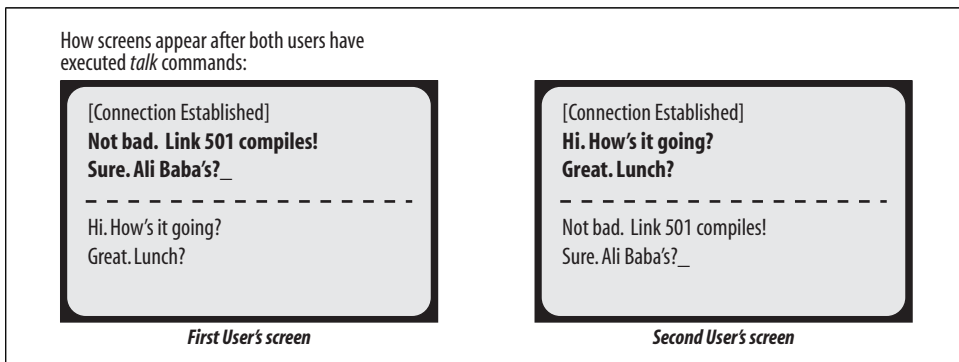 How screens appear after both users have
executed talk commands:
[Connection Established]
Not bad. Link 501 compiles!
Sure. Ali Baba's?_
Hi. How's it going?
Great. Lunch?
First User's screen
[Connection Established]
Hi. How's it going?
Great. Lunch?
Not bad. Link 501 compiles!
Sure. Ali Baba's?_
Second User's screen